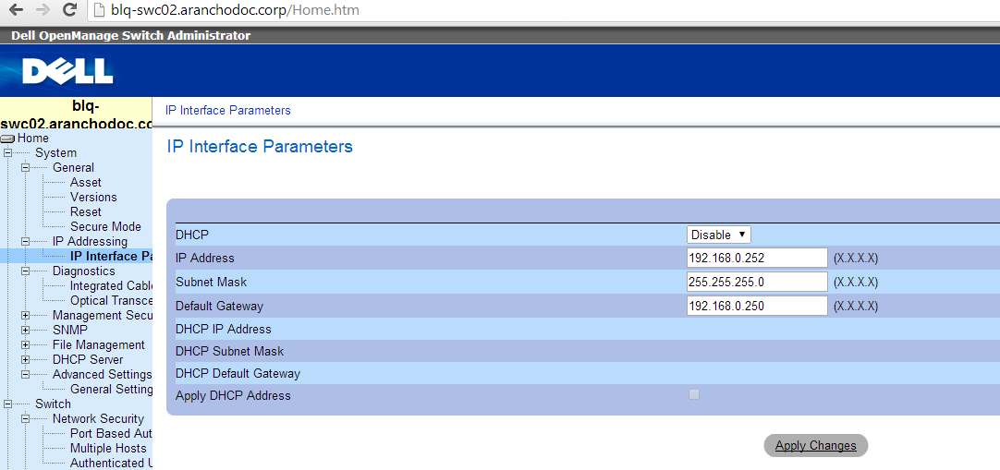 blq-swc02.aranchodoc.corp/Home.htm
Dell OpenManage Switch Administrator
DELL
blq-
swc02.aranchodoc.co
Home
System
General
Asset
Versions
Reset
Secure Mode
IP Addressing
IP Interface Pa
Diagnostics
Integrated Cabl
Optical Transce
Management Secu
SNMP
File Management
DHCP Server
Advanced Settings
General Setting
Switch
Network Security
Port Based Aut
Multiple Hosts
Authenticated U
IP Interface Parameters
IP Interface Parameters
DHCP Disable
IP Address 192.168.0.252 (X.X.X.X)
Subnet Mask 255.255.255.0 (X.X.X.X)
Default Gateway 192.168.0.250 (X.X.X.X)
DHCP IP Address
DHCP Subnet Mask
DHCP Default Gateway
Apply DHCP Address
Apply Changes